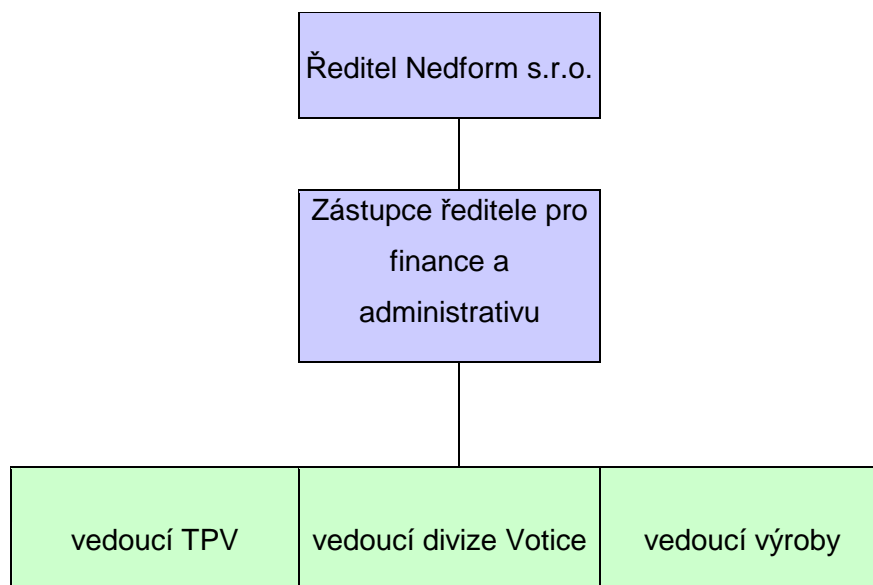 Ředitel Nedform s.r.o.
Zástupce ředitele pro
finance a
administrativu
vedoucí TPV
vedoucí divize Votice
vedoucí výroby